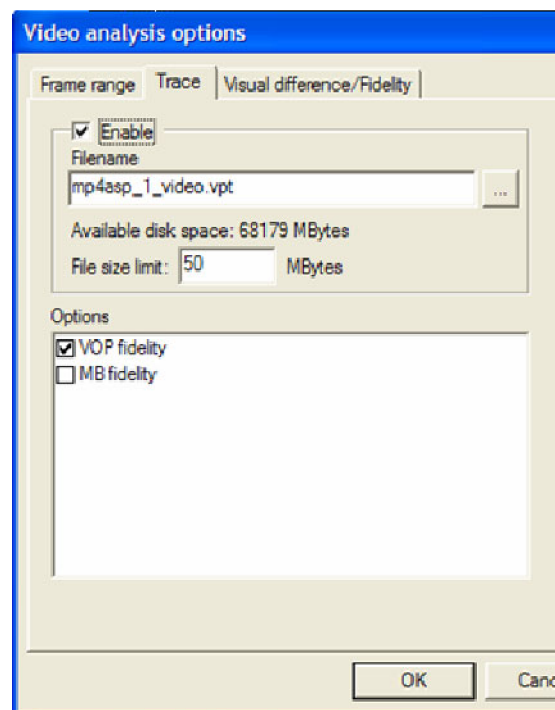 Video analysis options
Frame range Trace Visual difference/Fidelity
Enable
Filename
mp4asp_1_video.vpt ...
Available disk space: 68179 MBytes
File size limit: 50 MBytes
Options
VOP fidelity
MB fidelity
OK Canc